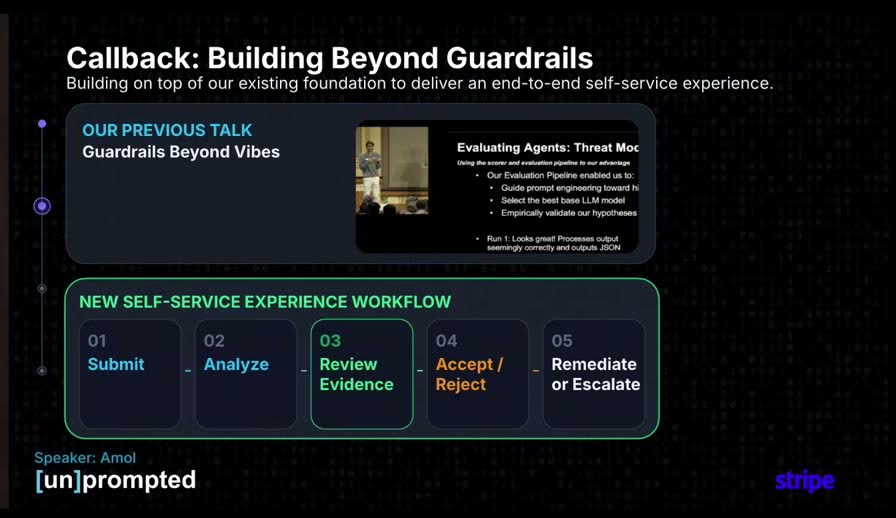 Callback: Building Beyond Guardrails
Building on top of our existing foundation to deliver an end-to-end self-service experience.
OUR PREVIOUS TALK
Guardrails Beyond Vibes
Evaluating Agents: Threat Moc
Using the scorer and evaluation pipeline to our advantage
• Our Evaluation Pipeline enabled us to:
• Guide prompt engineering toward hi
• Select the best base LLM model
• Empirically validate our hypotheses
• Run 1: Looks great! Processes output
seemingly correctly and outputs JSON
NEW SELF-SERVICE EXPERIENCE WORKFLOW
01
Submit
02
Analyze
03
Review
Evidence
04
Accept /
Reject
05
Remediate
or Escalate
Speaker: Amol
[un]prompted
stripe